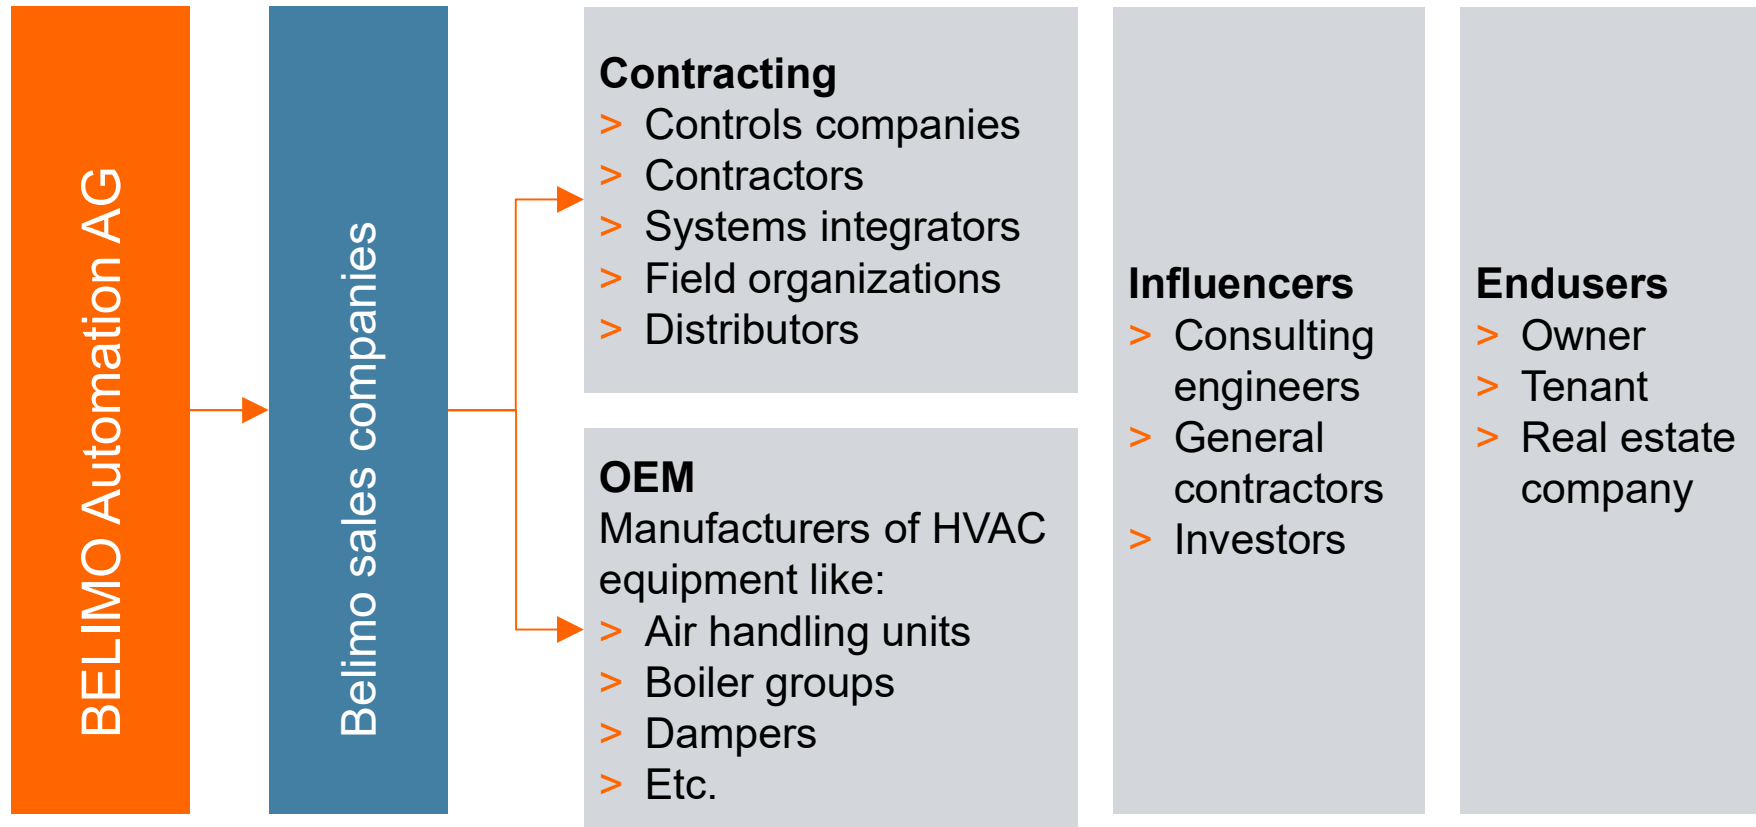 BELIMO Automation AG
Belimo sales companies
Contracting
> Controls companies
> Contractors
> Systems integrators
> Field organizations
> Distributors
OEM
Manufacturers of HVAC
equipment like:
> Air handling units
> Boiler groups
> Dampers
> Etc.
Influencers
> Consulting
engineers
> General
contractors
> Investors
Endusers
> Owner
> Tenant
> Real estate
company